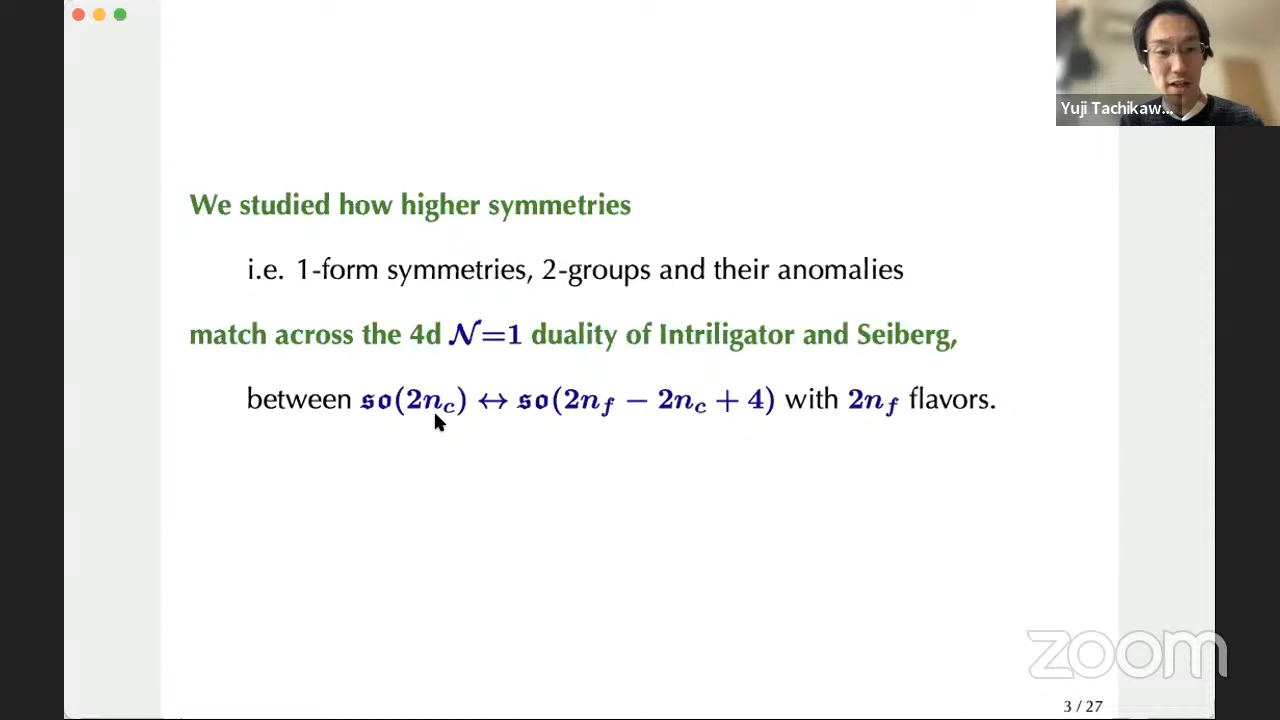 Yuji Tachikaw...
We studied how higher symmetries
i.e. 1-form symmetries, 2-groups and their anomalies
match across the 4d 𝒩=1 duality of Intriligator and Seiberg,
between 𝔰𝔬(2n_c) ↔ 𝔰𝔬(2n_f − 2n_c + 4) with 2n_f flavors.
zoom
3 / 27